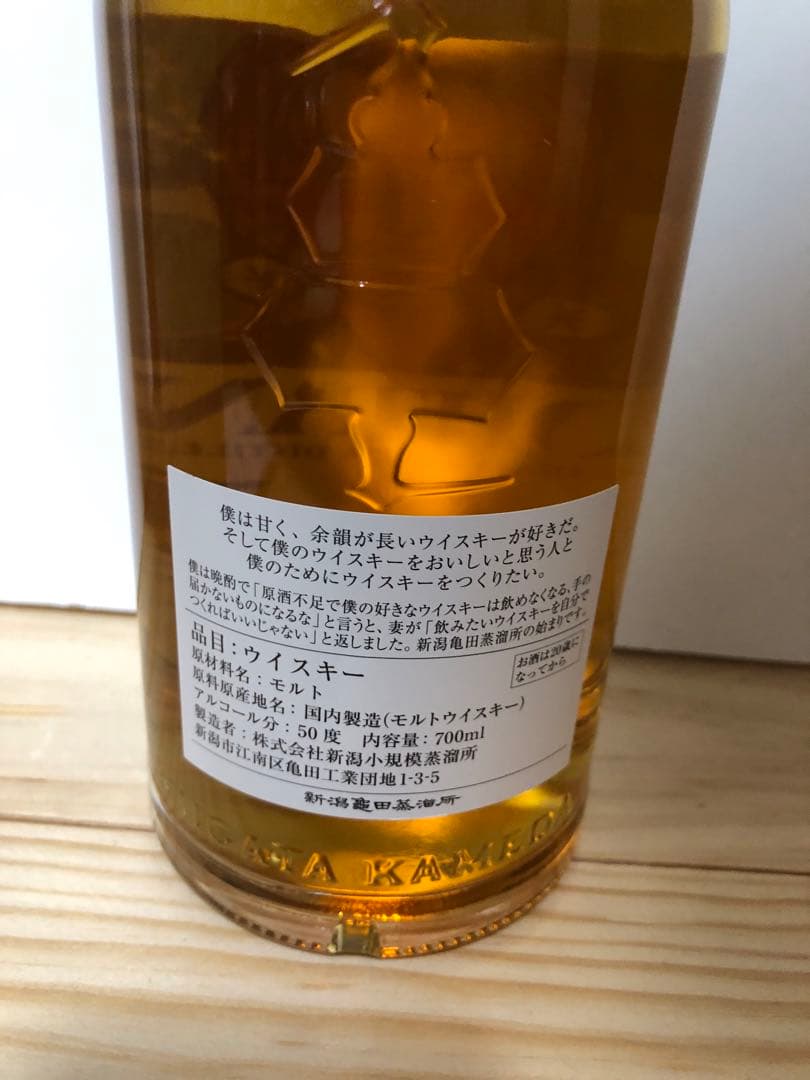 僕は甘く、余韻が長いウイスキーが好きだ。
そして僕のウイスキーをおいしいと思う人と
僕のためにウイスキーをつくりたい。
僕は晩酌で「原酒不足で僕の好きなウイスキーは飲めなくなる、手の
届かないものになるな」と言うと、妻が「飲みたいウイスキーを自分で
つくればいいじゃない」と返しました。新潟亀田蒸溜所の始まりです。
品目：ウイスキー
お酒は20歳に
なってから
原材料名：モルト
原料原産地名：国内製造（モルトウイスキー）
アルコール分：50度　内容量：700ml
製造者：株式会社新潟小規模蒸溜所
新潟市江南区亀田工業団地1-3-5
新潟亀田蒸溜所
NIIGATA KAMEDA